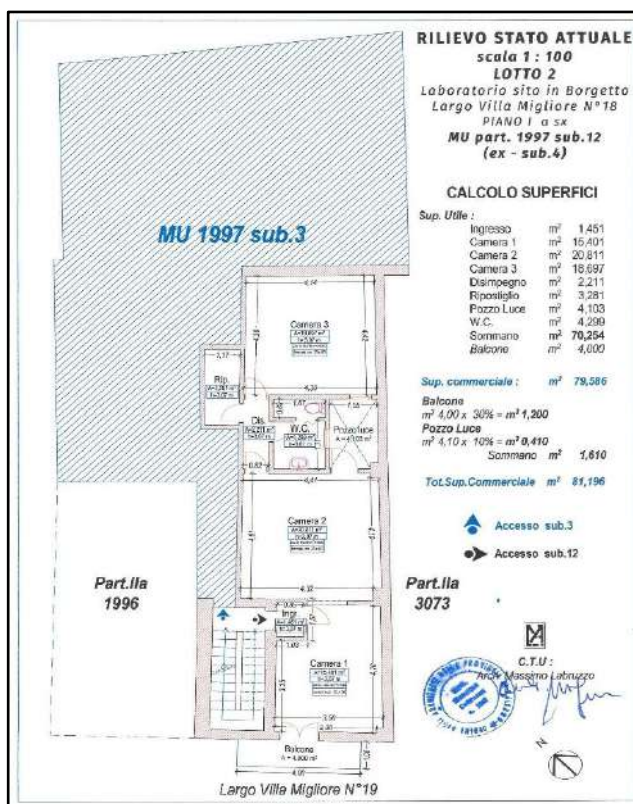 RILIEVO STATO ATTUALE
scala 1 : 100
LOTTO 2
Laboratorio sito in Borgetto
Largo Villa Migliore N°18
PIANO I a sx
MU part. 1997 sub.12
(ex - sub.4)
CALCOLO SUPERFICI
Sup. Utile :
Ingresso m² 1,451
Camera 1 m² 15,401
Camera 2 m² 20,811
Camera 3 m² 18,697
Disimpegno m² 2,211
Ripostiglio m² 3,281
Pozzo Luce m² 4,103
W.C. m² 4,299
Sommano m² 70,254
Balcone m² 4,000
Sup. commerciale : m² 79,586
Balcone
m² 4,00 x 30% = m² 1,200
Pozzo Luce
m² 4,10 x 10% = m² 0,410
Sommano m² 1,610
Tot.Sup.Commerciale m² 81,196
Accesso sub.3
Accesso sub.12
C.T.U :
Arch. Massimo Labruzzo
N
MU 1997 sub.3
Camera 3
Rip.
Dis.
W.C.
Pozzo Luce
Camera 2
Part.lla
1996
Part.lla
3073
Ingr.
Camera 1
Balcone
A = 4,000 m²
Largo Villa Migliore N°19